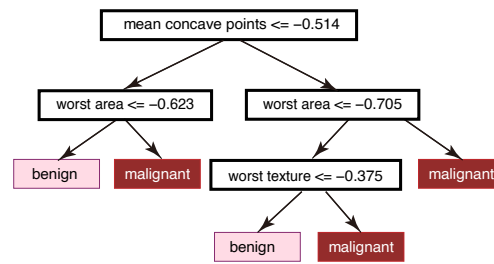 mean concave points <= −0.514
worst area <= −0.623
worst area <= −0.705
benign
malignant
worst texture <= −0.375
malignant
benign
malignant